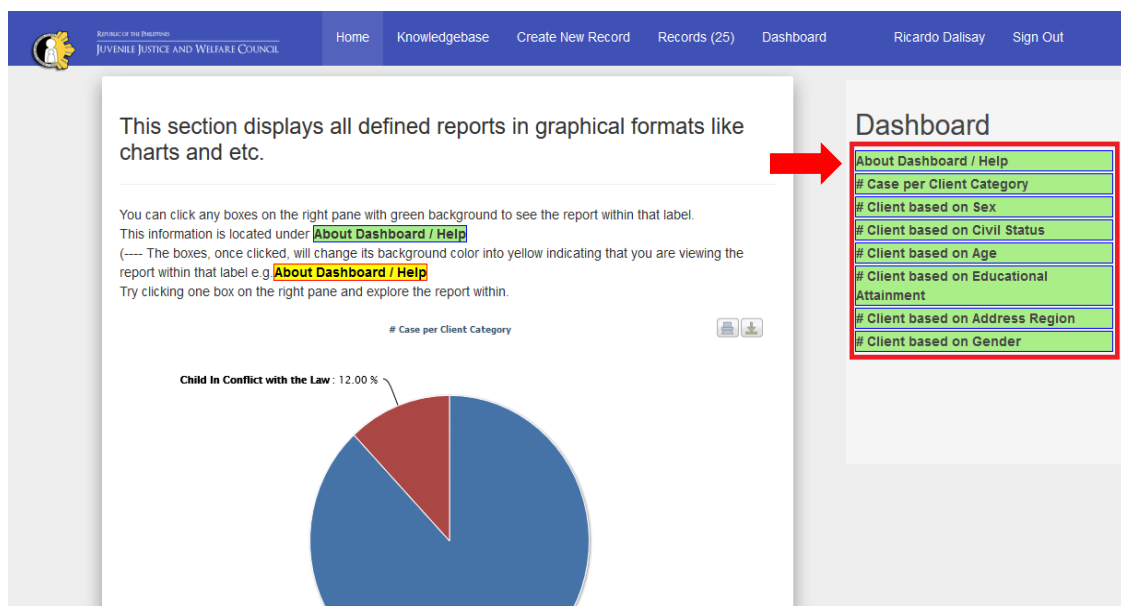 REPUBLIC OF THE PHILIPPINES
JUVENILE JUSTICE AND WELFARE COUNCIL
Home Knowledgebase Create New Record Records (25) Dashboard Ricardo Dalisay Sign Out
This section displays all defined reports in graphical formats like
charts and etc.
You can click any boxes on the right pane with green background to see the report within that label.
This information is located under About Dashboard / Help
(---- The boxes, once clicked, will change its background color into yellow indicating that you are viewing the
report within that label e.g. About Dashboard / Help
Try clicking one box on the right pane and explore the report within.
# Case per Client Category
Child In Conflict with the Law : 12.00 %
Dashboard
About Dashboard / Help
# Case per Client Category
# Client based on Sex
# Client based on Civil Status
# Client based on Age
# Client based on Educational
Attainment
# Client based on Address Region
# Client based on Gender